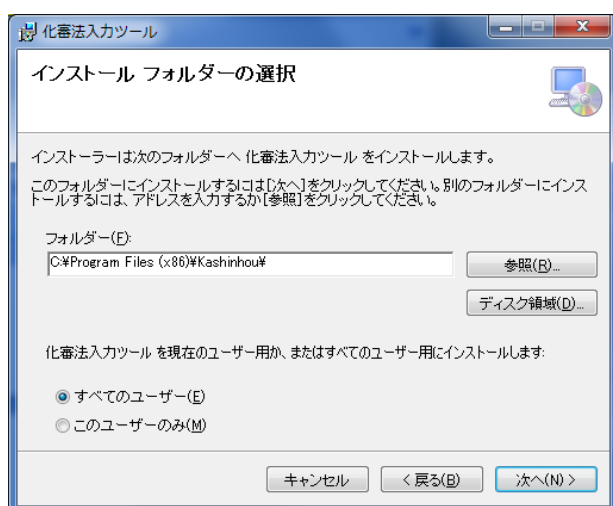 化審法入力ツール
インストール フォルダーの選択
インストーラーは次のフォルダーへ 化審法入力ツール をインストールします。
このフォルダーにインストールするには[次へ]をクリックしてください。別のフォルダーにインス
トールするには、アドレスを入力するか[参照]をクリックしてください。
フォルダー(F):
C:¥Program Files (x86)¥Kashinhou¥
参照(R)...
ディスク領域(D)...
化審法入力ツール を現在のユーザー用か、またはすべてのユーザー用にインストールします:
すべてのユーザー(E)
このユーザーのみ(M)
キャンセル
< 戻る(B)
次へ(N) >